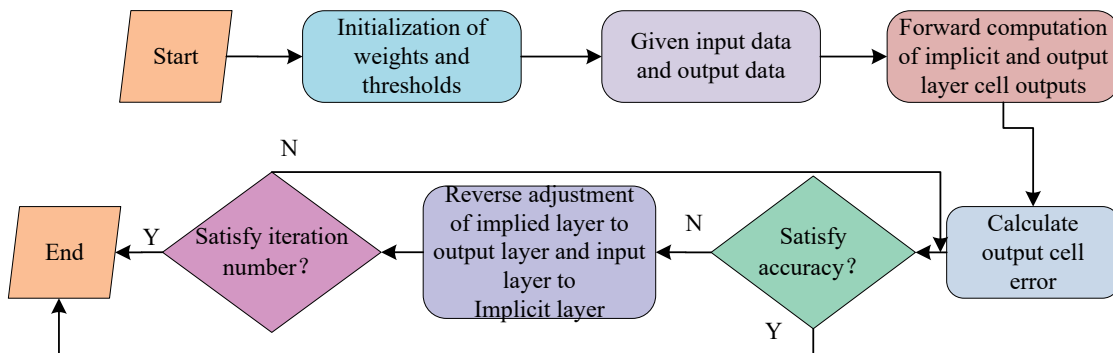 Start
Initialization of
weights and
thresholds
Given input data
and output data
Forward computation
of implicit and output
layer cell outputs
N
End
Y
Satisfy iteration
number?
Reverse adjustment
of implied layer to
output layer and input
layer to
Implicit layer
N
Satisfy
accuracy?
Calculate
output cell
error
Y